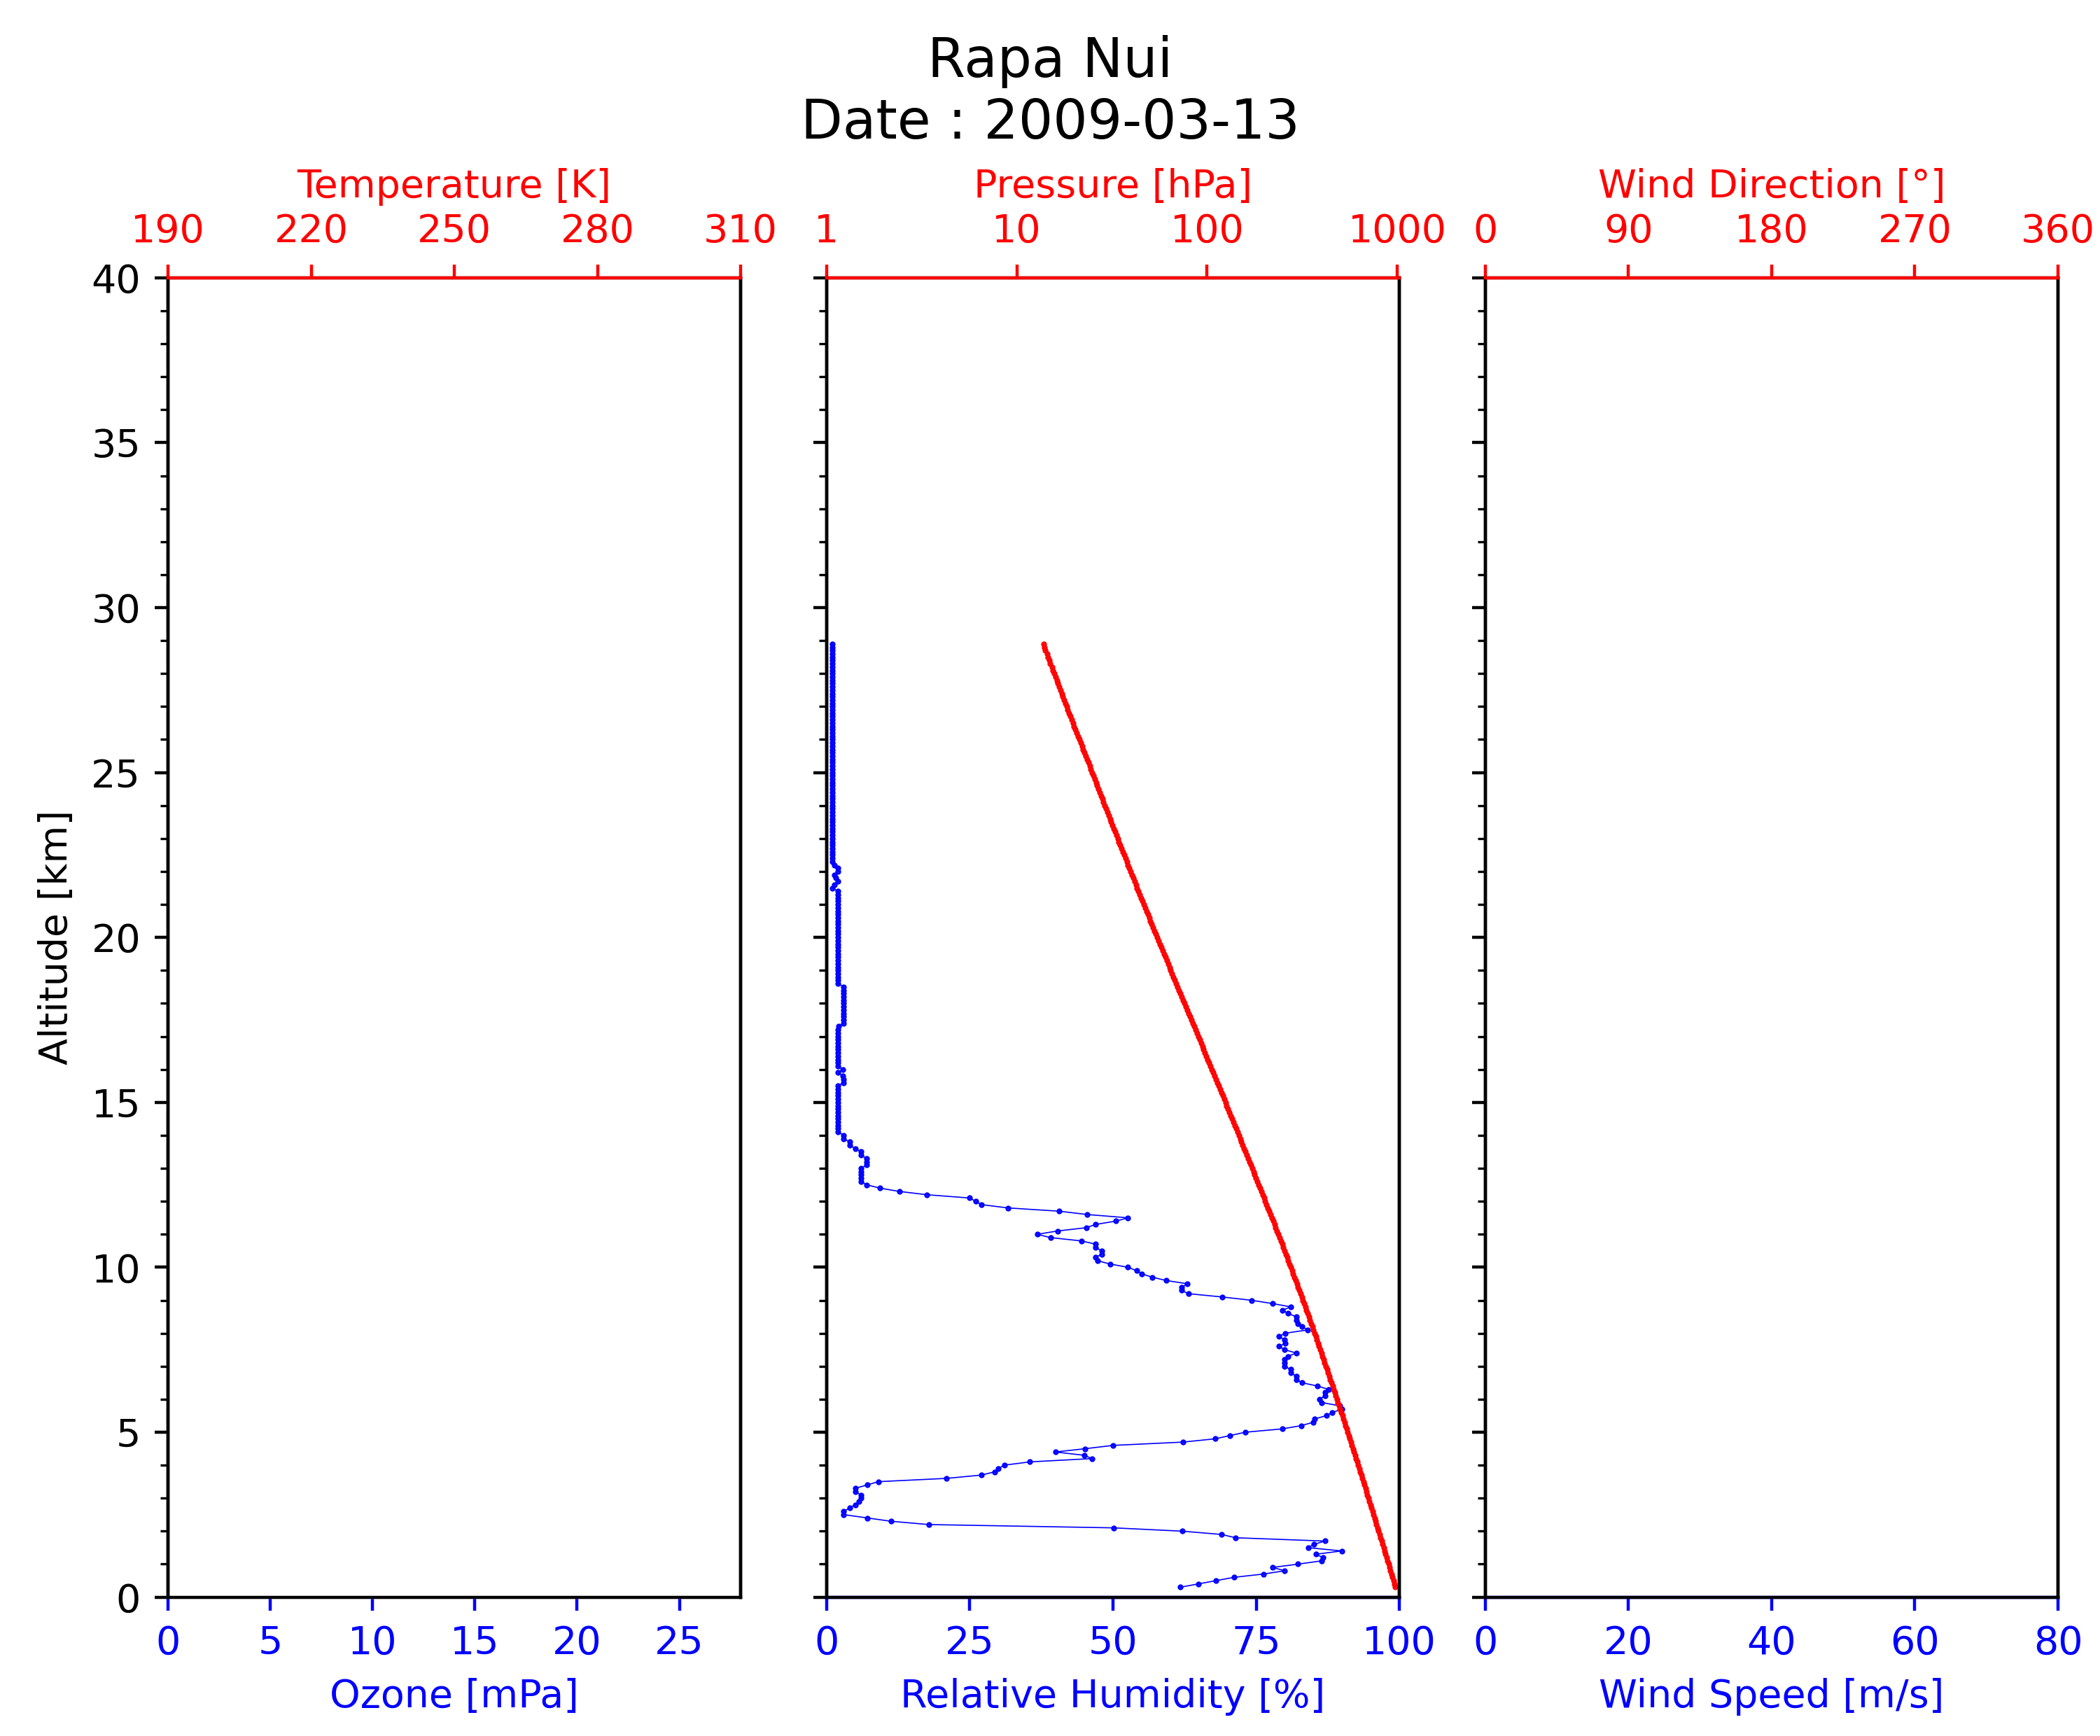 Rapa Nui
Date : 2009-03-13
Temperature [K]
Pressure [hPa]
Wind Direction [°]
190 220 250 280 310
1 10 100 1000
0 90 180 270 360
40
35
30
25
20
15
10
5
0
Altitude [km]
0 5 10 15 20 25
0 25 50 75 100
0 20 40 60 80
Ozone [mPa]
Relative Humidity [%]
Wind Speed [m/s]